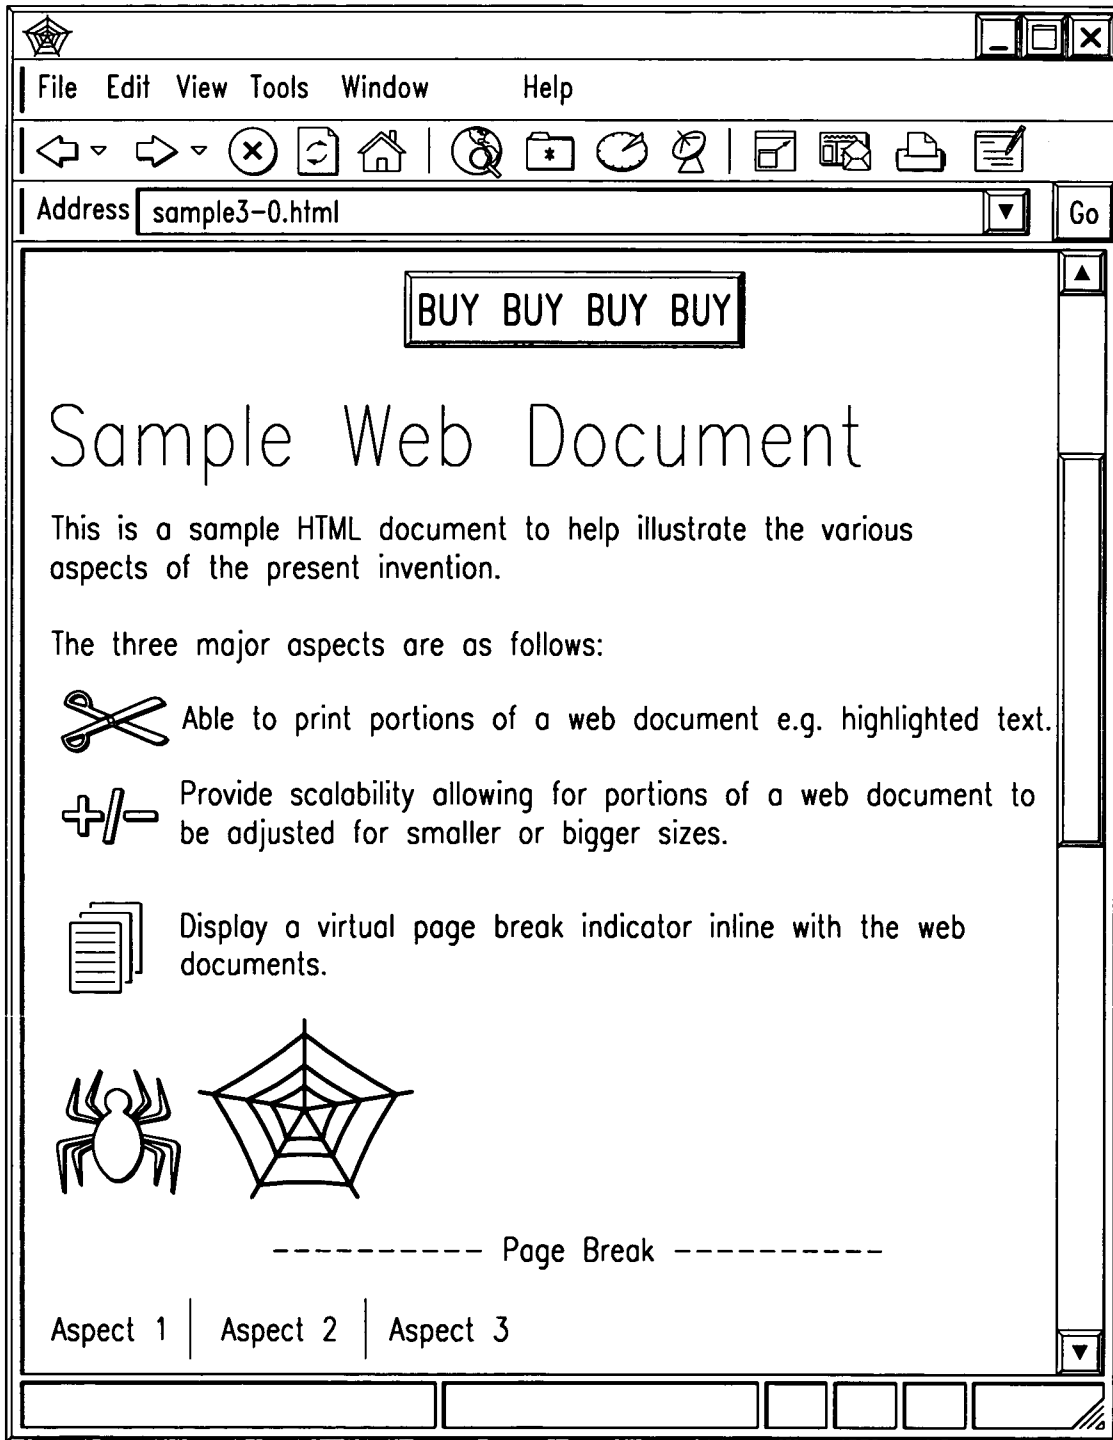 File Edit View Tools Window Help
Address sample3-0.html Go
BUY BUY BUY BUY
Sample Web Document
This is a sample HTML document to help illustrate the various
aspects of the present invention.
The three major aspects are as follows:
Able to print portions of a web document e.g. highlighted text.
+/- Provide scalability allowing for portions of a web document to
be adjusted for smaller or bigger sizes.
Display a virtual page break indicator inline with the web
documents.
---------- Page Break ----------
Aspect 1 | Aspect 2 | Aspect 3